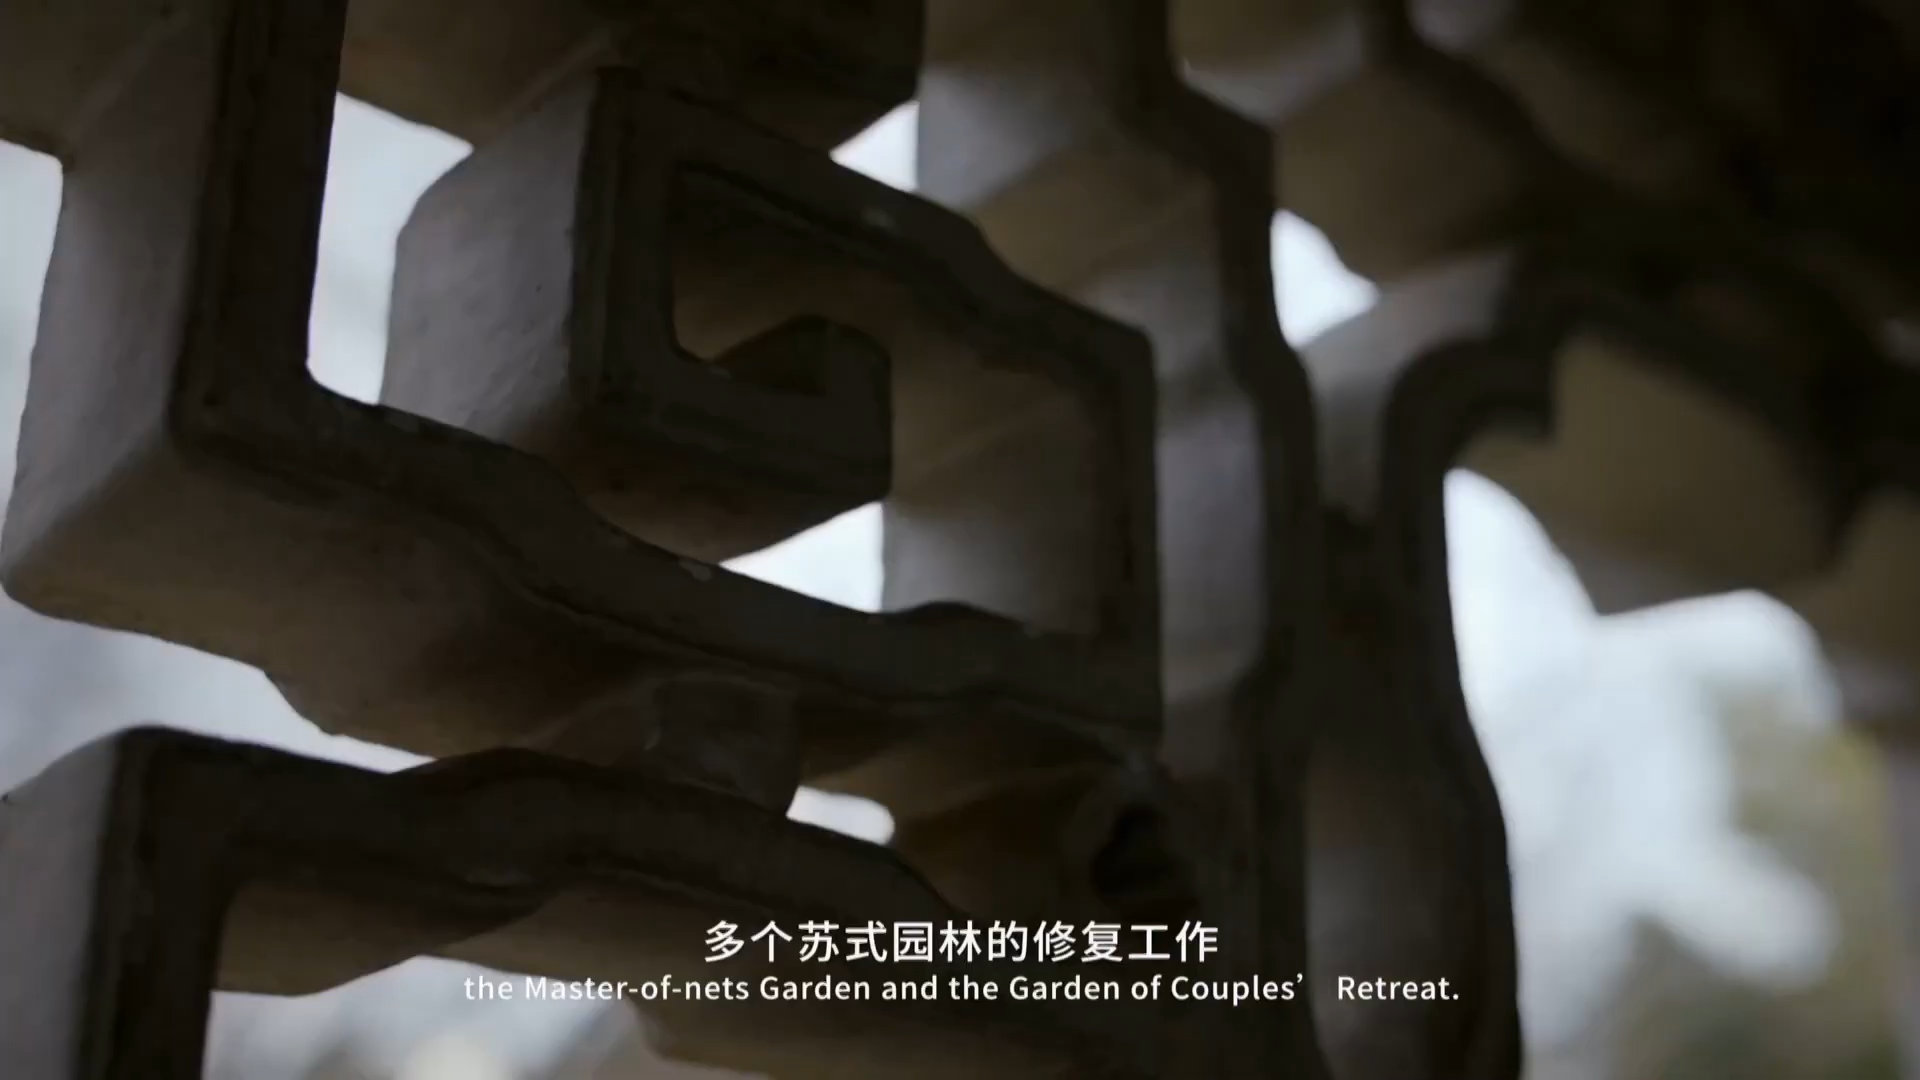 多个苏式园林的修复工作
the Master-of-nets Garden and the Garden of Couples’ Retreat.